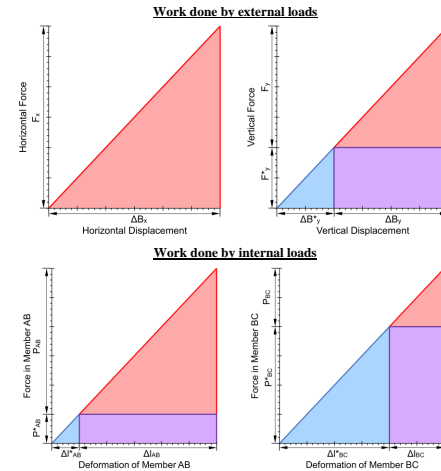 Work done by external loads
Horizontal Force
Fx
ΔBx
Horizontal Displacement
Vertical Force
Fy
F*y
ΔB*y
ΔBy
Vertical Displacement
Work done by internal loads
Force in Member AB
PAB
P*AB
Δl*AB
ΔlAB
Deformation of Member AB
Force in Member BC
PBC
P*BC
Δl*BC
ΔlBC
Deformation of Member BC